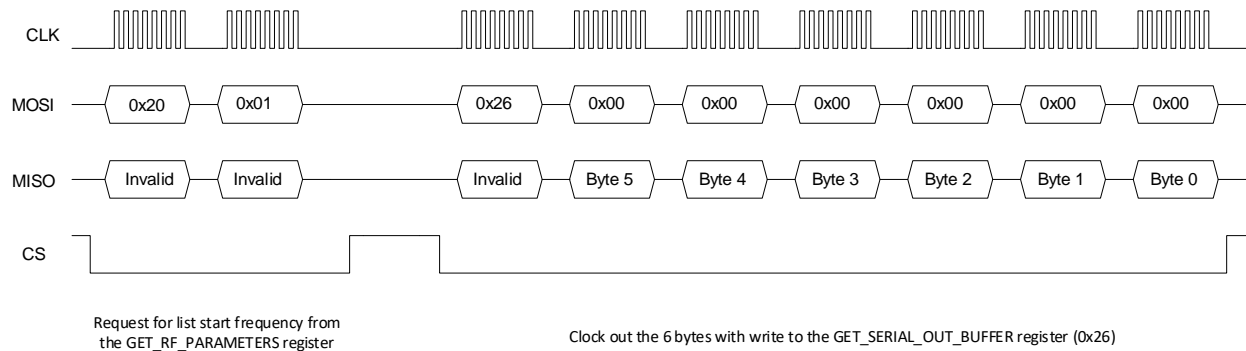 CLK
MOSI 0x20 0x01 0x26 0x00 0x00 0x00 0x00 0x00 0x00
MISO Invalid Invalid Invalid Byte 5 Byte 4 Byte 3 Byte 2 Byte 1 Byte 0
CS
Request for list start frequency from
the GET_RF_PARAMETERS register
Clock out the 6 bytes with write to the GET_SERIAL_OUT_BUFFER register (0x26)